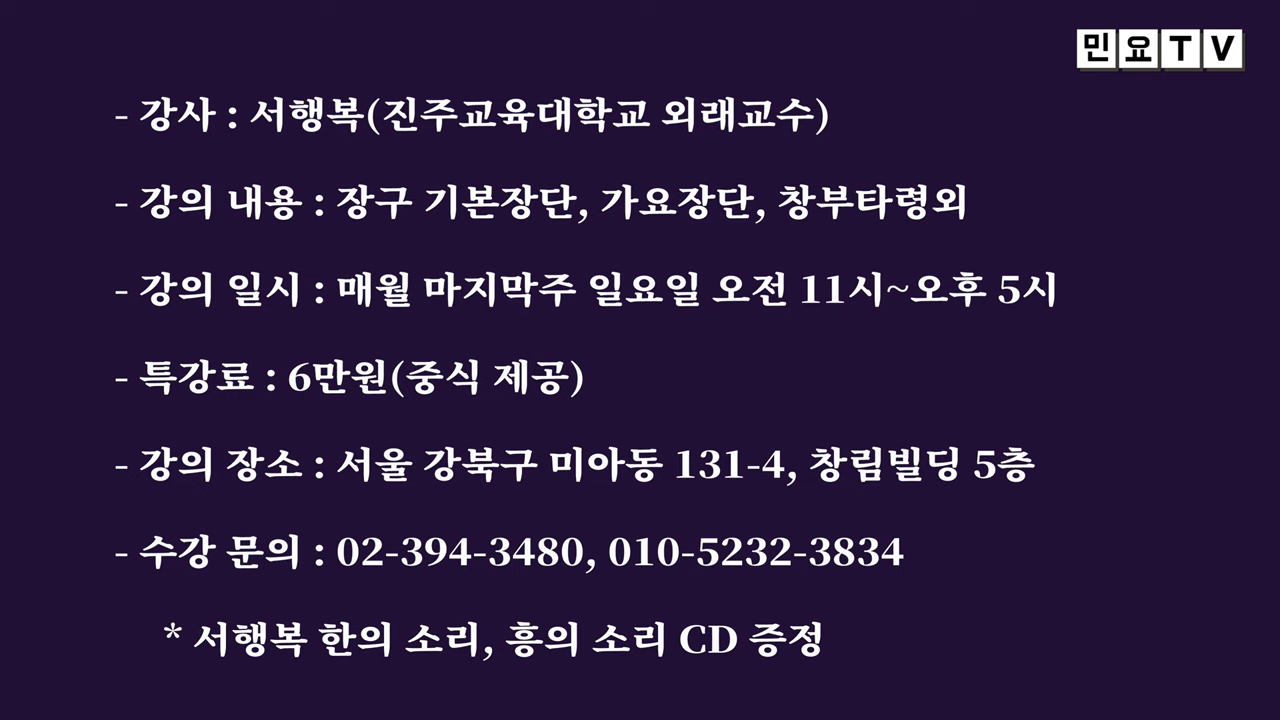 민요TV
- 강사 : 서행복(진주교육대학교 외래교수)
- 강의 내용 : 장구 기본장단, 가요장단, 창부타령외
- 강의 일시 : 매월 마지막주 일요일 오전 11시~오후 5시
- 특강료 : 6만원(중식 제공)
- 강의 장소 : 서울 강북구 미아동 131-4, 창림빌딩 5층
- 수강 문의 : 02-394-3480, 010-5232-3834
* 서행복 한의 소리, 흥의 소리 CD 증정